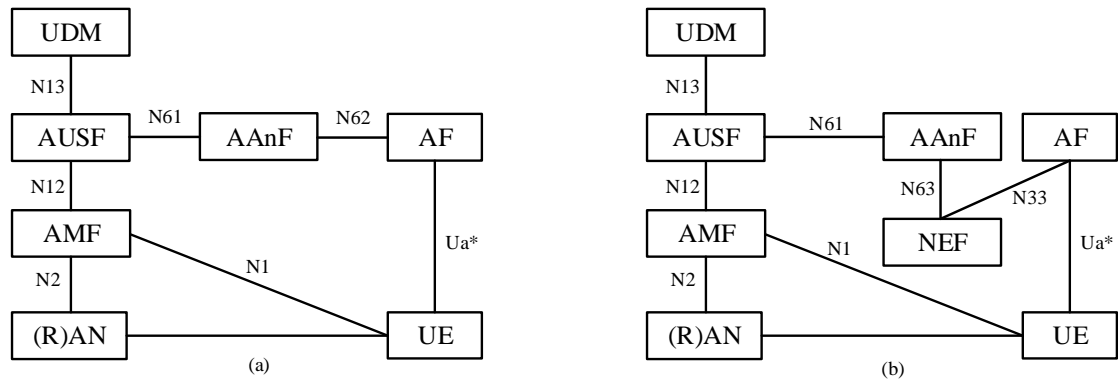 UDM
N13
N61
N62
AUSF
AAnF
AF
N12
AMF
N1
Ua*
N2
(R)AN
UE
(a)
UDM
N13
N61
AUSF
AAnF
AF
N12
N63
N33
AMF
NEF
N1
Ua*
N2
(R)AN
UE
(b)